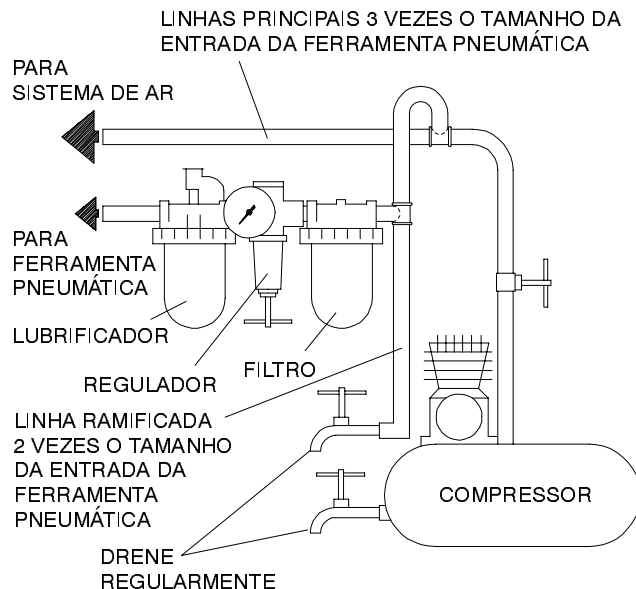 LINHAS PRINCIPAIS 3 VEZES O TAMANHO DA
ENTRADA DA FERRAMENTA PNEUMÁTICA
PARA
SISTEMA DE AR
PARA
FERRAMENTA
PNEUMÁTICA
LUBRIFICADOR
REGULADOR
FILTRO
LINHA RAMIFICADA
2 VEZES O TAMANHO
DA ENTRADA DA
FERRAMENTA
PNEUMÁTICA
COMPRESSOR
DRENE
REGULARMENTE